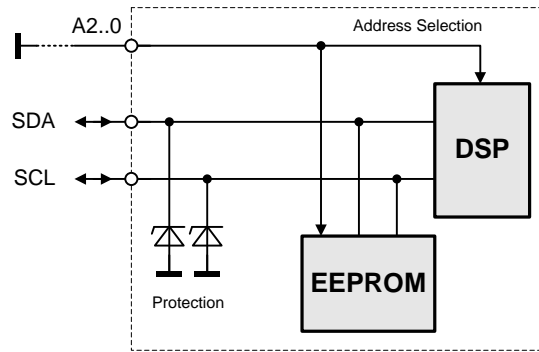 A2..0
Address Selection
SDA
DSP
SCL
EEPROM
Protection